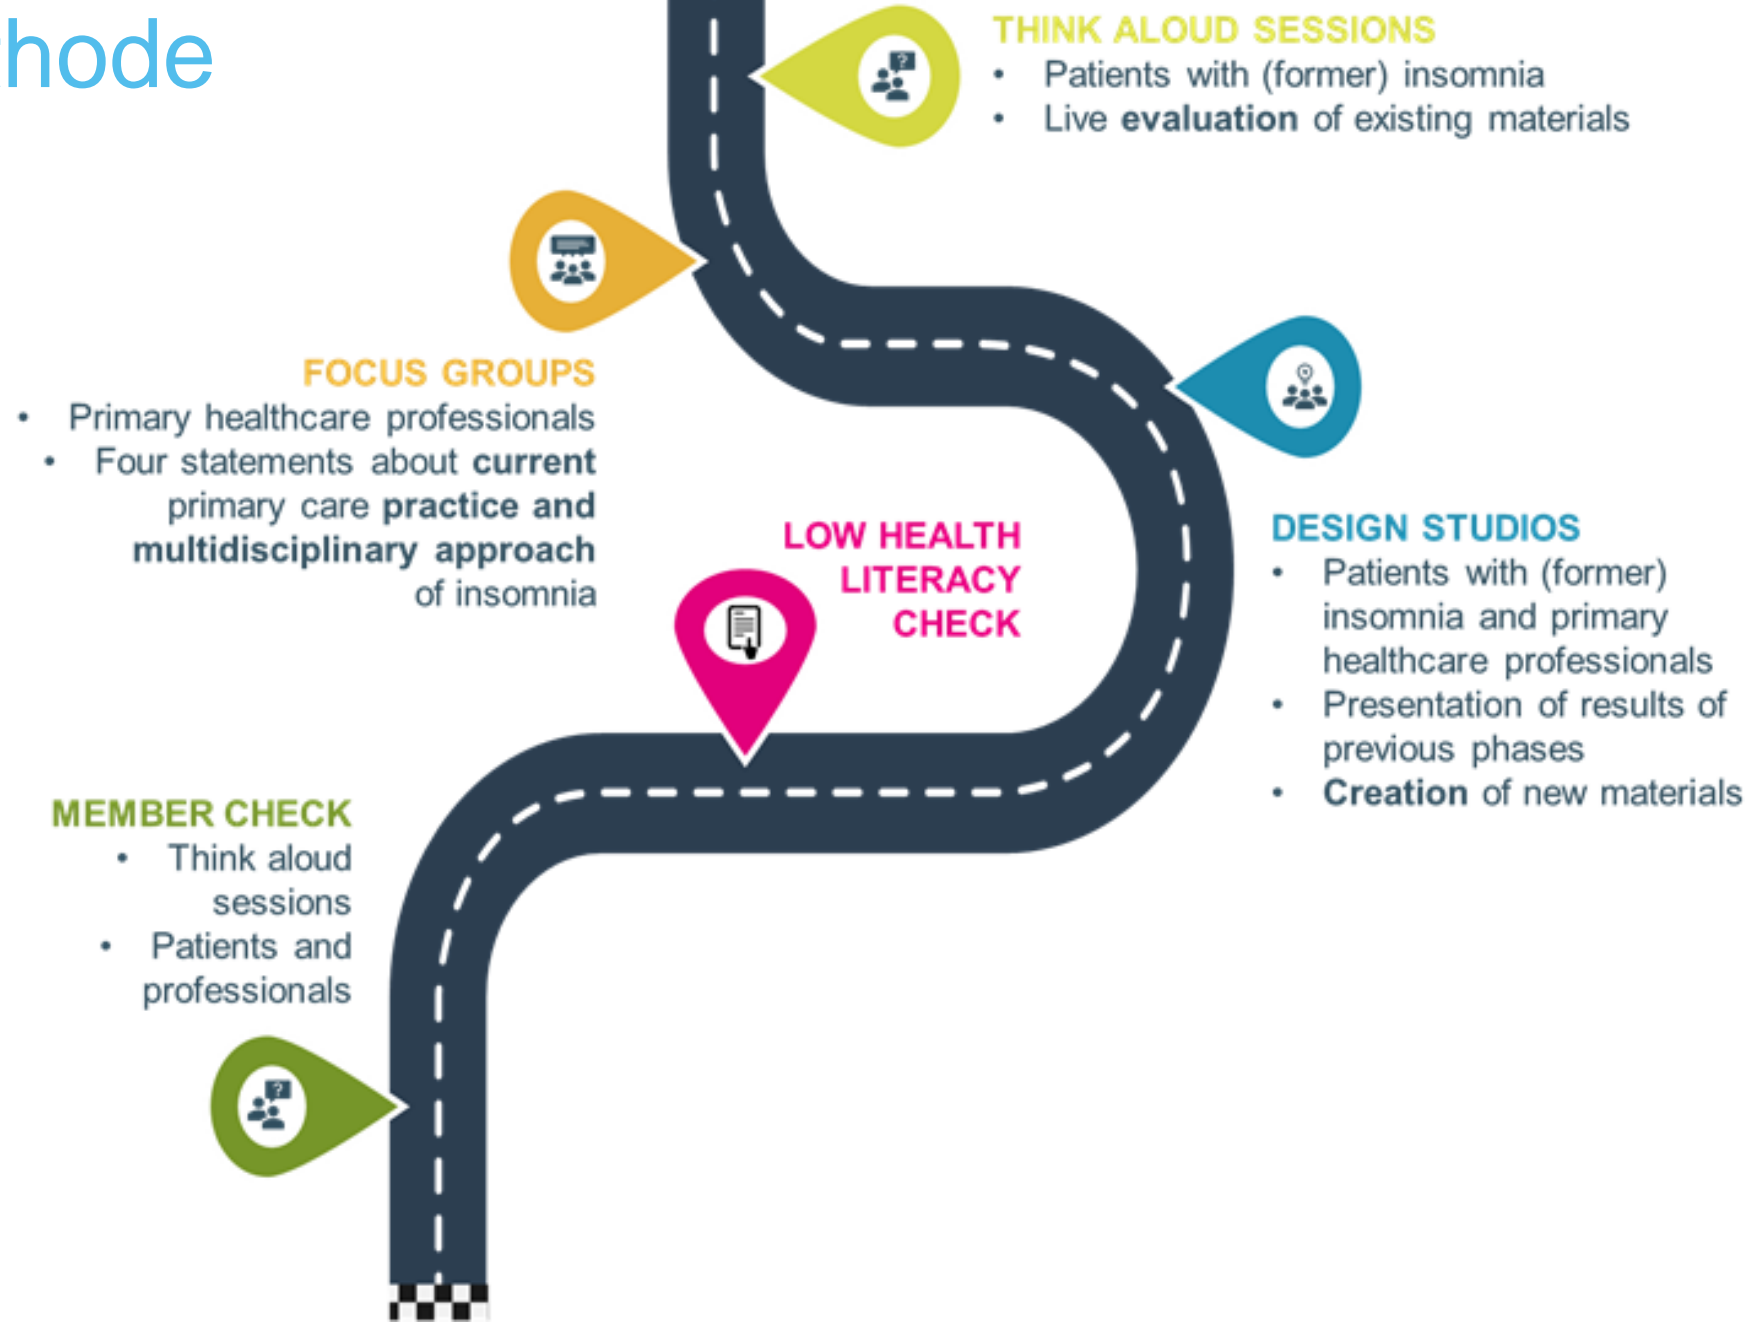 hode
THINK ALOUD SESSIONS
• Patients with (former) insomnia
• Live evaluation of existing materials
?
FOCUS GROUPS
• Primary healthcare professionals
• Four statements about current
primary care practice and
multidisciplinary approach
of insomnia
DESIGN STUDIOS
• Patients with (former)
insomnia and primary
healthcare professionals
• Presentation of results of
previous phases
• Creation of new materials
LOW HEALTH
LITERACY
CHECK
MEMBER CHECK
• Think aloud
sessions
• Patients and
professionals
?